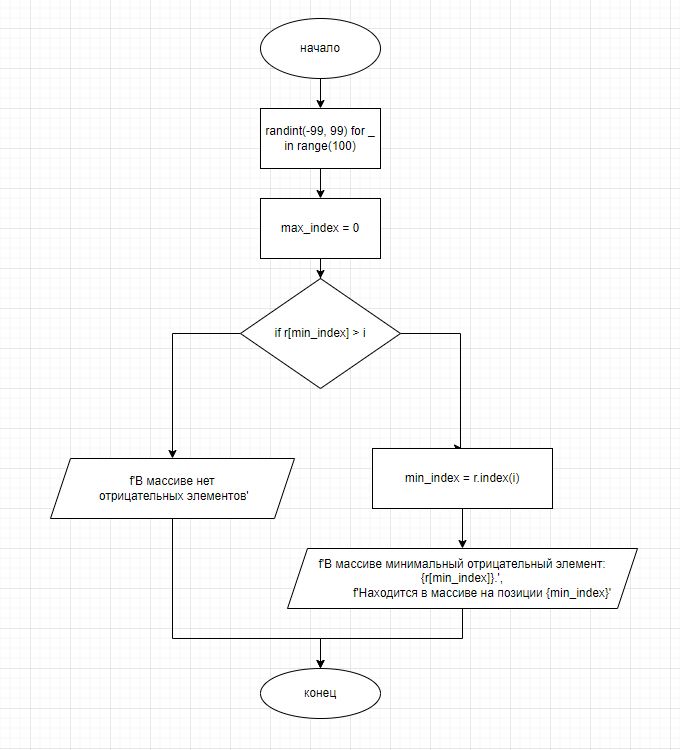 начало
randint(-99, 99) for _
in range(100)
max_index = 0
if r[min_index] > i
f'В массиве нет
отрицательных элементов'
min_index = r.index(i)
f'В массиве минимальный отрицательный элемент:
{r[min_index]}.',
f'Находится в массиве на позиции {min_index}'
конец